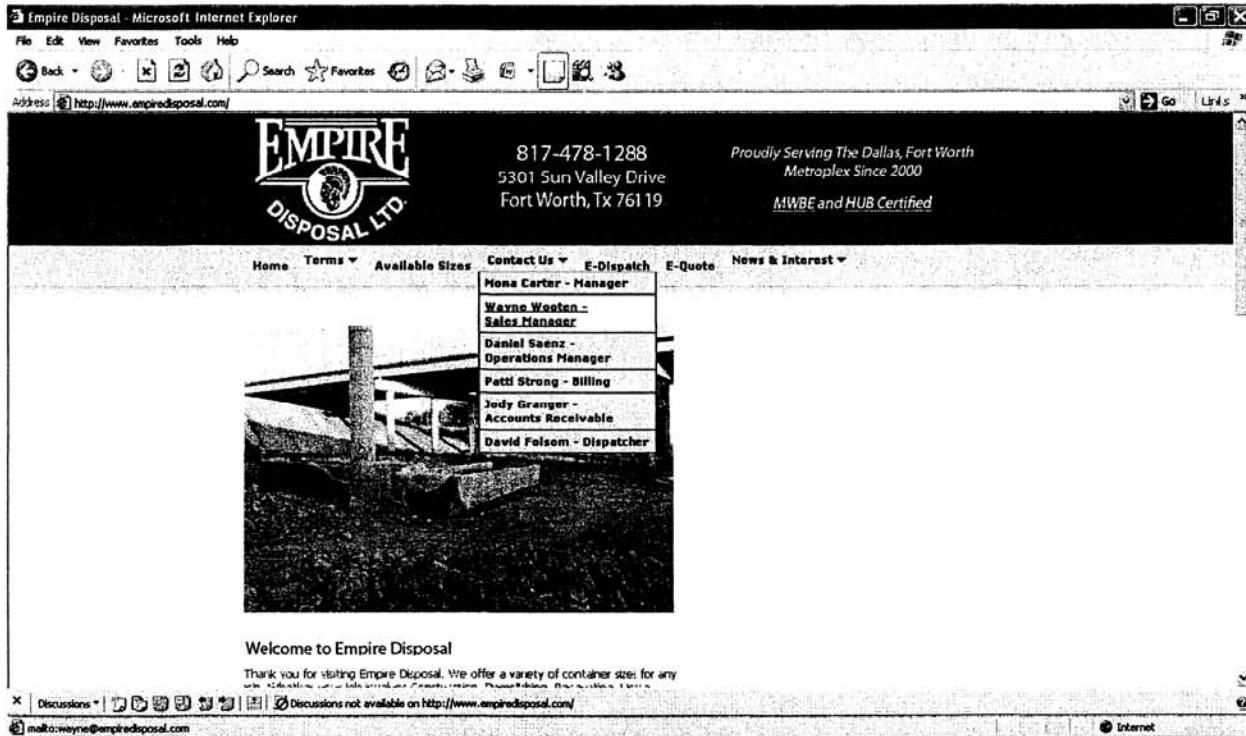 Empire Disposal - Microsoft Internet Explorer
File Edit View Favorites Tools Help
Back Search Favorites
Address http://www.empiredisposal.com/ Go Links »
EMPIRE
DISPOSAL LTD.
817-478-1288
5301 Sun Valley Drive
Fort Worth, Tx 76119
Proudly Serving The Dallas, Fort Worth
Metroplex Since 2000
MWBE and HUB Certified
Home Terms Available Sizes Contact Us E-Dispatch E-Quote News & Interest
Mona Carter - Manager
Wayne Wooten -
Sales Manager
Daniel Saenz -
Operations Manager
Patti Strong - Billing
Jody Granger -
Accounts Receivable
David Folsom - Dispatcher
Welcome to Empire Disposal
Thank you for visiting Empire Disposal. We offer a variety of container sizes for any
Discussions Discussions not available on http://www.empiredisposal.com/
mailto:wayne@empiredisposal.com Internet